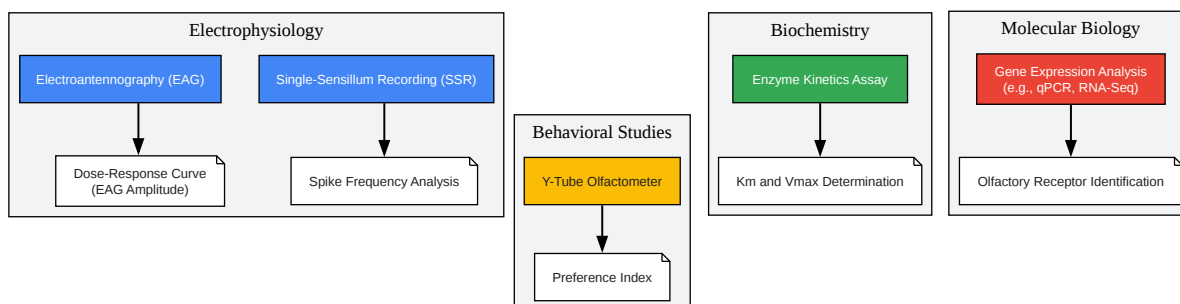 Electrophysiology
Electroantennography (EAG)
Single-Sensillum Recording (SSR)
Dose-Response Curve
(EAG Amplitude)
Spike Frequency Analysis
Behavioral Studies
Y-Tube Olfactometer
Preference Index
Biochemistry
Enzyme Kinetics Assay
Km and Vmax Determination
Molecular Biology
Gene Expression Analysis
(e.g., qPCR, RNA-Seq)
Olfactory Receptor Identification